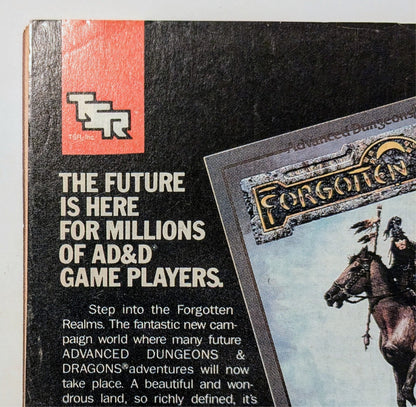 TSR
TSR, Inc.
THE FUTURE
IS HERE
FOR MILLIONS
OF AD&D®
GAME PLAYERS.
Advanced Dungeons
FORGOTTEN
Step into the Forgotten
Realms. The fantastic new cam-
paign world where many future
ADVANCED DUNGEONS &
DRAGONS® adventures will now
take place. A beautiful and won-
drous land, so richly defined, it's